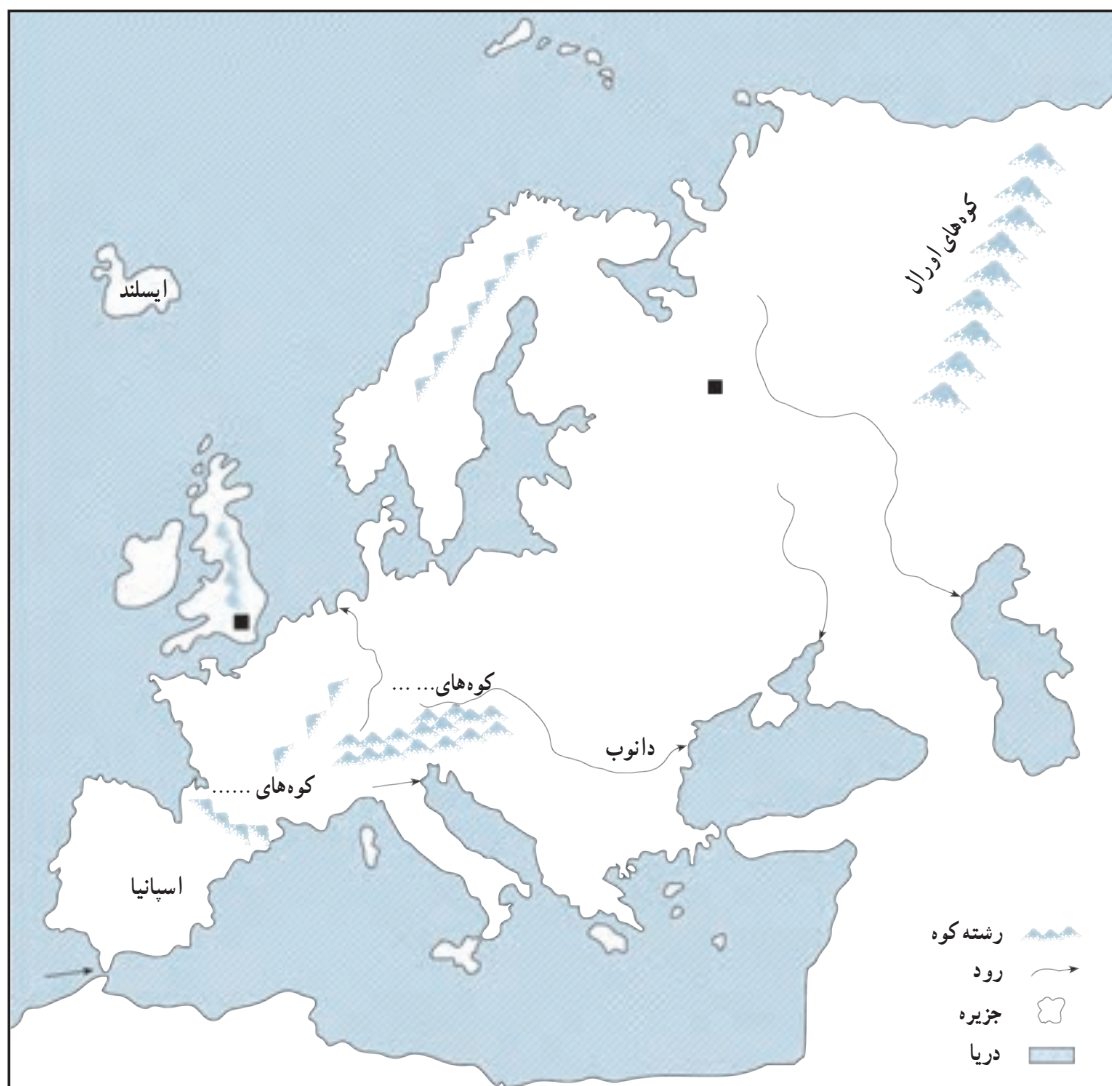 کوه‌های اورال
ایسلند
کوه‌های... ...
دانوب
کوه‌های ......
اسپانیا
رشته کوه
رود
جزیره
دریا